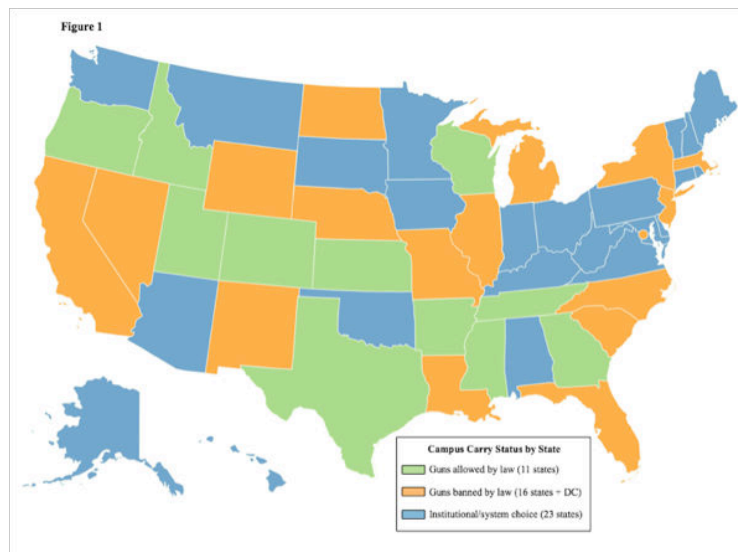 Figure 1
Campus Carry Status by State
Guns allowed by law (11 states)
Guns banned by law (16 states + DC)
Institutional/system choice (23 states)